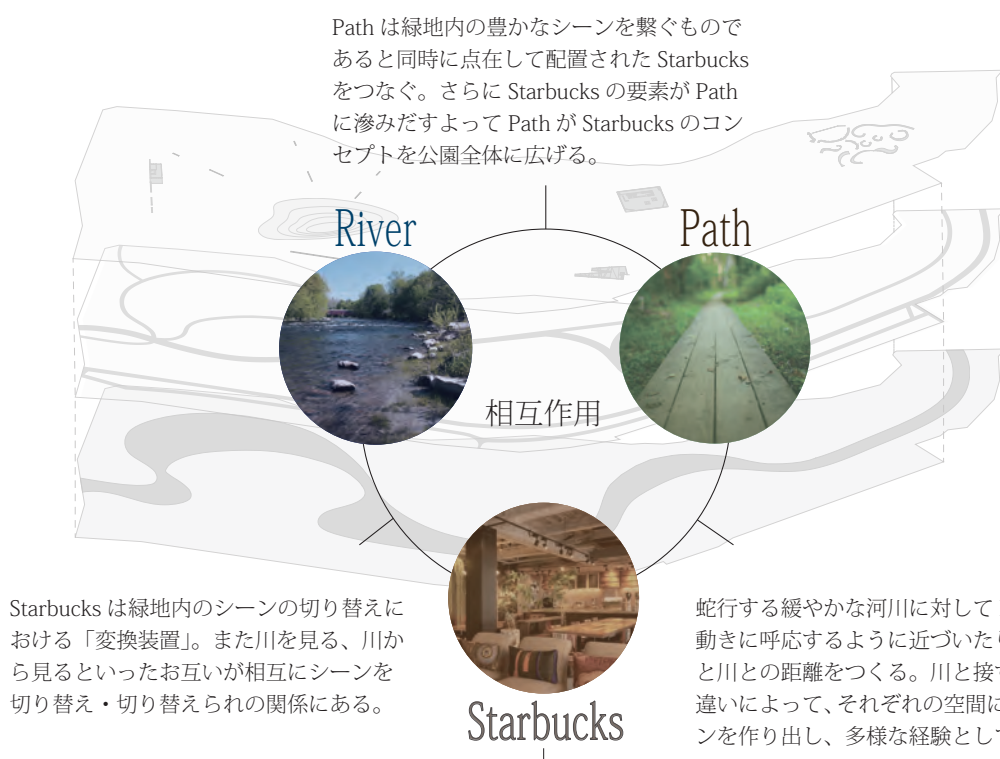 Path は緑地内の豊かなシーンを繋ぐもので
あると同時に点在して配置された Starbucks
をつなぐ。さらに Starbucks の要素が Path
に滲みだすよって Path が Starbucks のコン
セプトを公園全体に広げる。
River
Path
相互作用
Starbucks
Starbucks は緑地内のシーンの切り替えに
おける「変換装置」。また川を見る、川か
ら見るといったお互いが相互にシーンを
切り替え・切り替えられの関係にある。
蛇行する緩やかな河川に対して
動きに呼応するように近づいた
と川との距離をつくる。川と接
違いによって、それぞれの空間に
ンを作り出し、多様な経験として